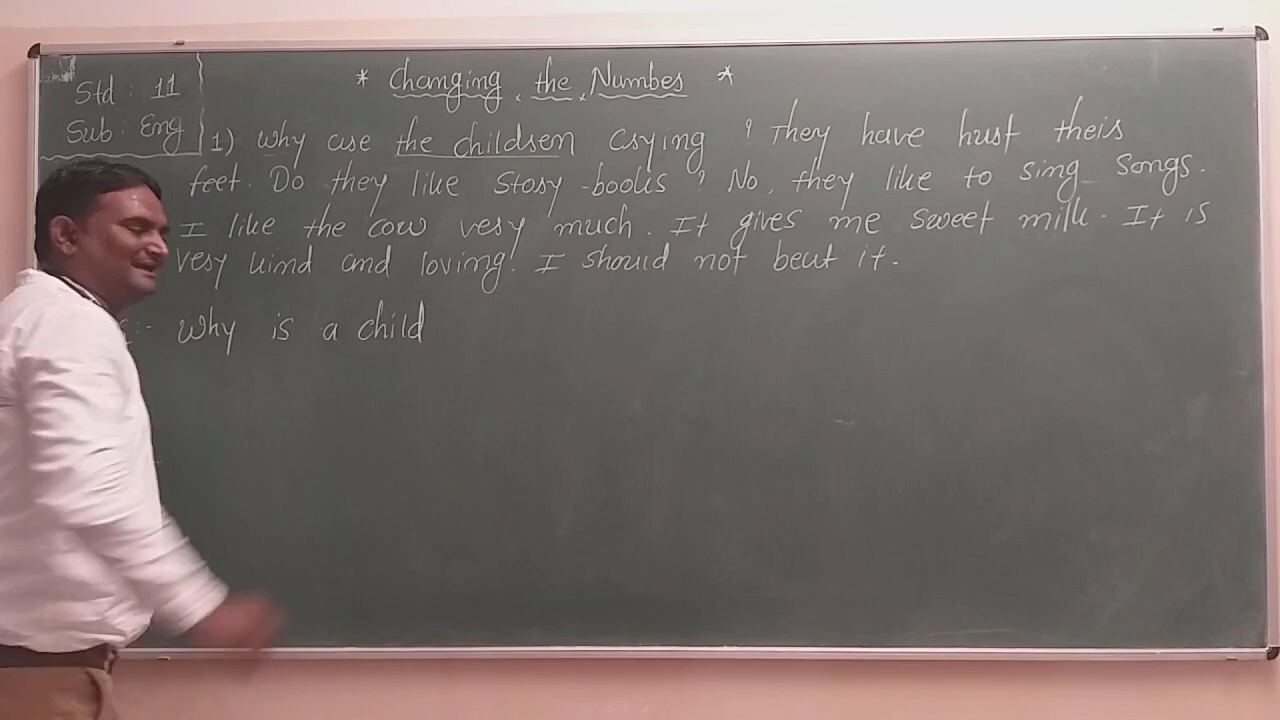 Std : 11
Sub : Eng
* Changing the Number *
1) Why are the children crying ? They have hurt their
feet. Do they like story-books ? No, they like to sing songs.
I like the cow very much. It gives me sweet milk. It is
very kind and loving. I should not beat it.
:- Why is a child